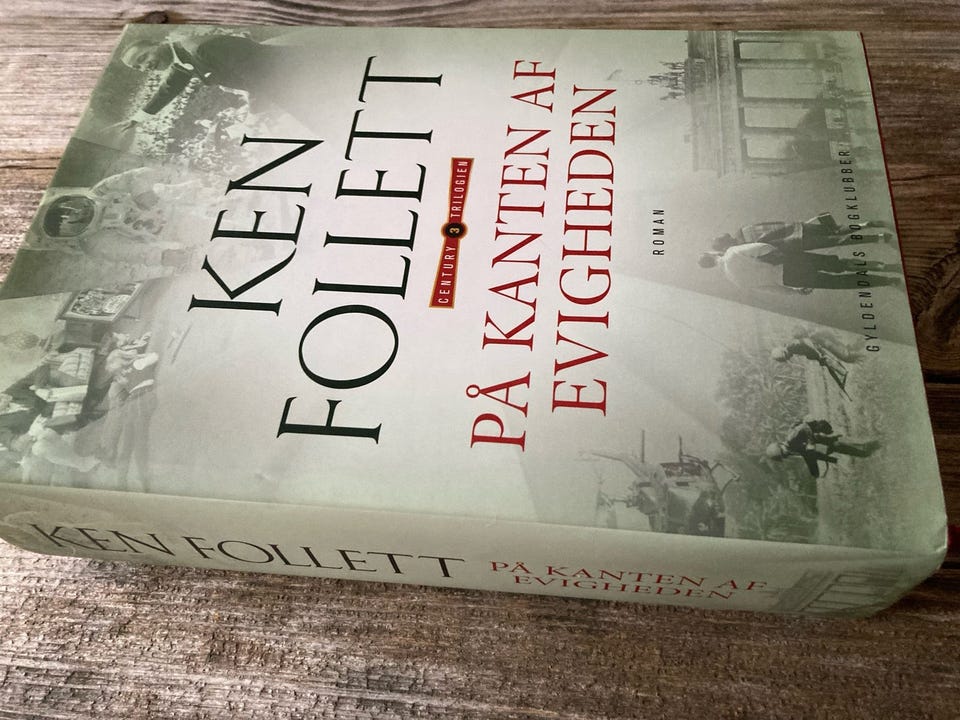 KEN
FOLLETT
CENTURY 3 TRILOGIEN
PÅ KANTEN AF
EVIGHEDEN
ROMAN
GYLDENDALS BOGKLUBBER
KEN FOLLETT
PÅ KANTEN AF
EVIGHEDEN